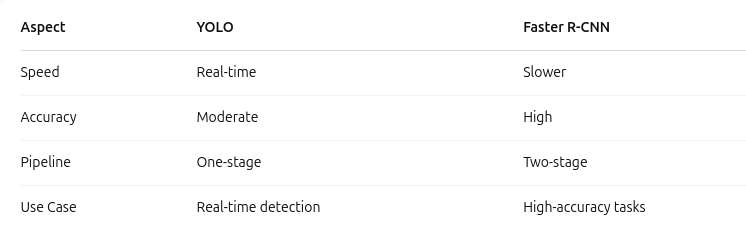 Aspect YOLO Faster R-CNN
Speed Real-time Slower
Accuracy Moderate High
Pipeline One-stage Two-stage
Use Case Real-time detection High-accuracy tasks